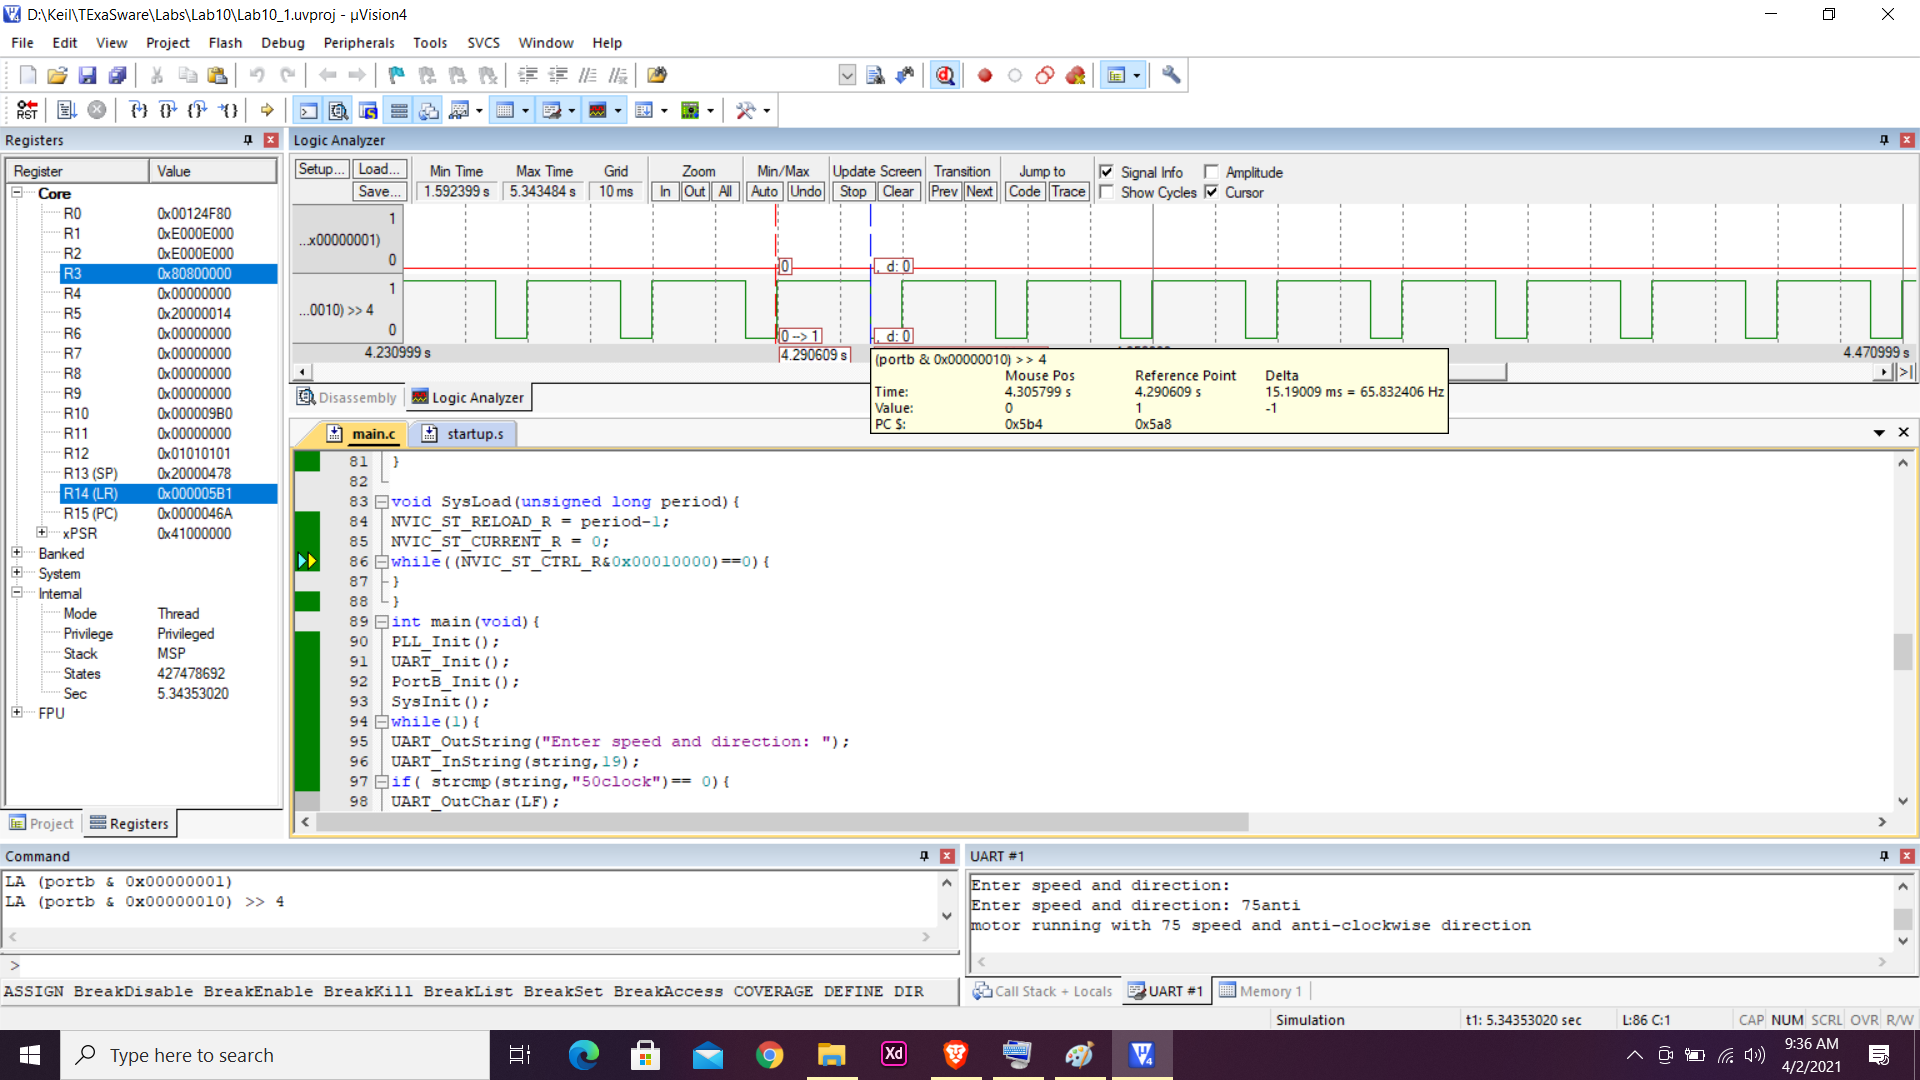 D:\Keil\TExaSware\Labs\Lab10\Lab10_1.uvproj - µVision4
File Edit View Project Flash Debug Peripherals Tools SVCS Window Help
RST
Registers
Register Value
Core
R0 0x00124F80
R1 0xE000E000
R2 0xE000E000
R3 0x80800000
R4 0x00000000
R5 0x20000014
R6 0x00000000
R7 0x00000000
R8 0x00000000
R9 0x00000000
R10 0x000009B0
R11 0x00000000
R12 0x01010101
R13 (SP) 0x20000478
R14 (LR) 0x000005B1
R15 (PC) 0x0000046A
xPSR 0x41000000
Banked
System
Internal
Mode Thread
Privilege Privileged
Stack MSP
States 427478692
Sec 5.34353020
FPU
Project Registers
Logic Analyzer
Setup... Load... Min Time Max Time Grid Zoom Min/Max Update Screen Transition Jump to Signal Info Amplitude
Save... 1.592399 s 5.343484 s 10 ms In Out All Auto Undo Stop Clear Prev Next Code Trace Show Cycles Cursor
1
...x00000001)
0
0 , d: 0
1
...0010) >> 4
0
0 --> 1 , d: 0
4.230999 s 4.290609 s 4.470999 s
(portb & 0x00000010) >> 4
Mouse Pos Reference Point Delta
Time: 4.305799 s 4.290609 s 15.19009 ms = 65.832406 Hz
Value: 0 1 -1
PC $: 0x5b4 0x5a8
Disassembly Logic Analyzer
main.c startup.s
81 }
82
83 void SysLoad(unsigned long period){
84 NVIC_ST_RELOAD_R = period-1;
85 NVIC_ST_CURRENT_R = 0;
86 while((NVIC_ST_CTRL_R&0x00010000)==0){
87 }
88 }
89 int main(void){
90 PLL_Init();
91 UART_Init();
92 PortB_Init();
93 SysInit();
94 while(1){
95 UART_OutString("Enter speed and direction: ");
96 UART_InString(string,19);
97 if( strcmp(string,"50clock")== 0){
98 UART_OutChar(LF);
Command
LA (portb & 0x00000001)
LA (portb & 0x00000010) >> 4
>
ASSIGN BreakDisable BreakEnable BreakKill BreakList BreakSet BreakAccess COVERAGE DEFINE DIR
UART #1
Enter speed and direction:
Enter speed and direction: 75anti
motor running with 75 speed and anti-clockwise direction
Call Stack + Locals UART #1 Memory 1
Simulation t1: 5.34353020 sec L:86 C:1 CAP NUM SCRL OVR R/W
Type here to search
Xd
9:36 AM
4/2/2021